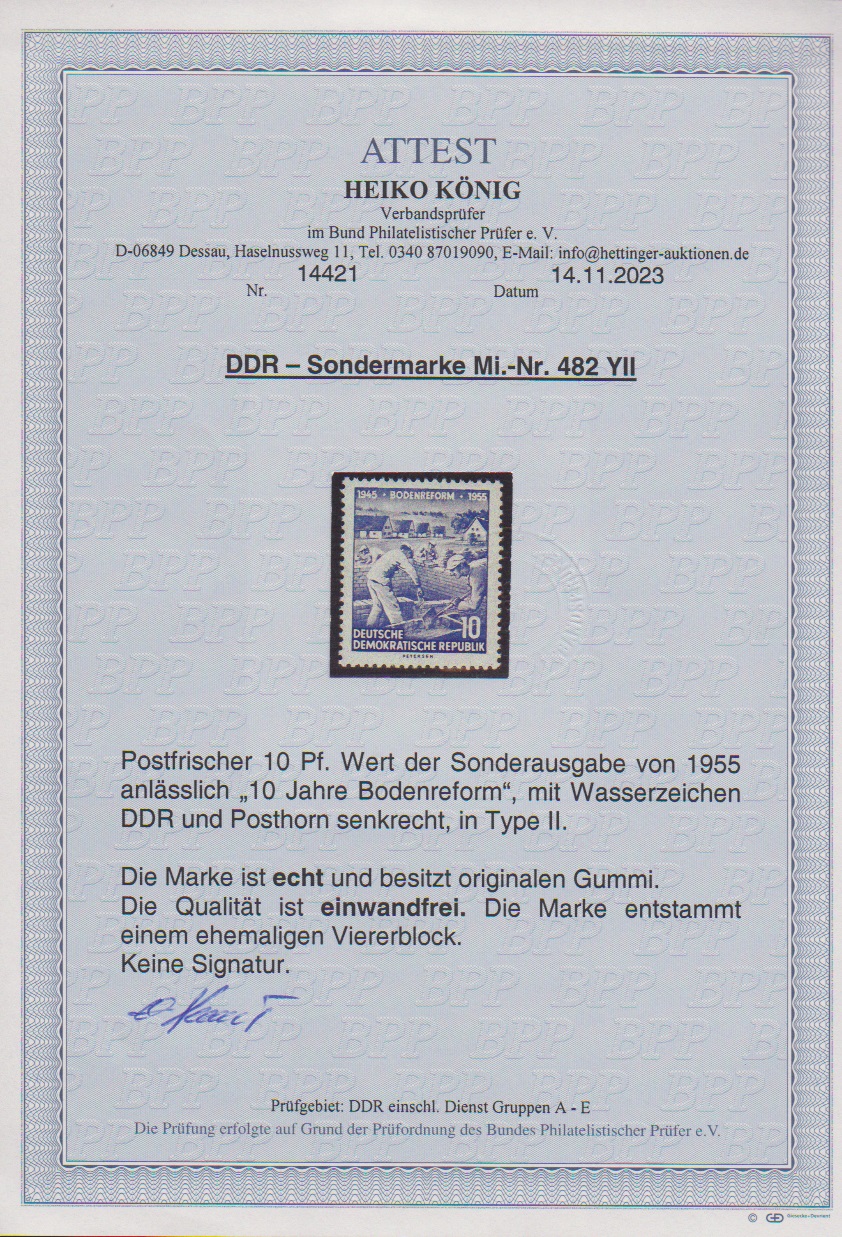 ATTEST
HEIKO KÖNIG
Verbandsprüfer
im Bund Philatelistischer Prüfer e. V.
D-06849 Dessau, Haselnussweg 11, Tel. 0340 87019090, E-Mail: info@hettinger-auktionen.de
Nr. 14421 Datum 14.11.2023
DDR – Sondermarke Mi.-Nr. 482 YII
1945 · BODENREFORM · 1955
10
DEUTSCHE
DEMOKRATISCHE REPUBLIK
PETERSEN
Postfrischer 10 Pf. Wert der Sonderausgabe von 1955
anlässlich „10 Jahre Bodenreform“, mit Wasserzeichen
DDR und Posthorn senkrecht, in Type II.
Die Marke ist echt und besitzt originalen Gummi.
Die Qualität ist einwandfrei. Die Marke entstammt
einem ehemaligen Viererblock.
Keine Signatur.
Prüfgebiet: DDR einschl. Dienst Gruppen A - E
Die Prüfung erfolgte auf Grund der Prüfordnung des Bundes Philatelistischer Prüfer e.V.
© Giesecke+Devrient